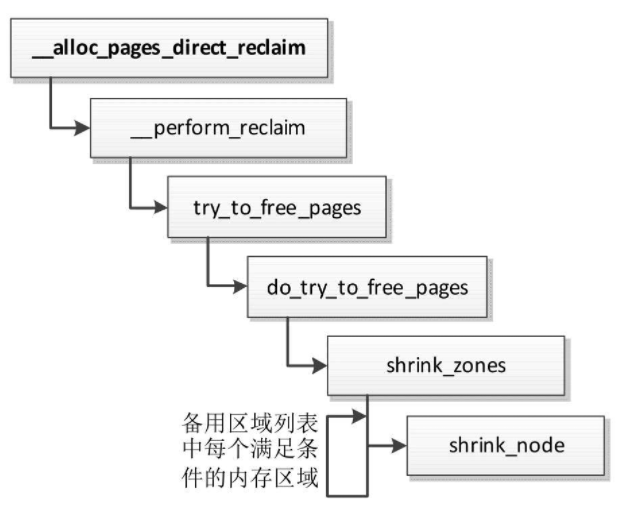 __alloc_pages_direct_reclaim
__perform_reclaim
try_to_free_pages
do_try_to_free_pages
shrink_zones
备用区域列表
中每个满足条
件的内存区域
shrink_node